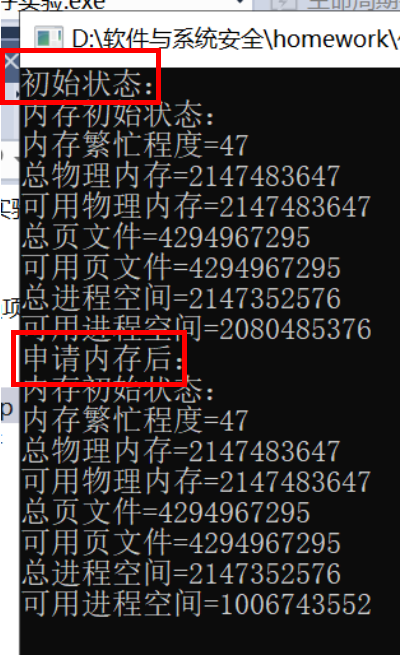 D:\软件与系统安全\homework\
初始状态：
内存初始状态：
内存繁忙程度=47
总物理内存=2147483647
可用物理内存=2147483647
总页文件=4294967295
可用页文件=4294967295
总进程空间=2147352576
可用进程空间=2080485376
申请内存后：
内存初始状态：
内存繁忙程度=47
总物理内存=2147483647
可用物理内存=2147483647
总页文件=4294967295
可用页文件=4294967295
总进程空间=2147352576
可用进程空间=1006743552